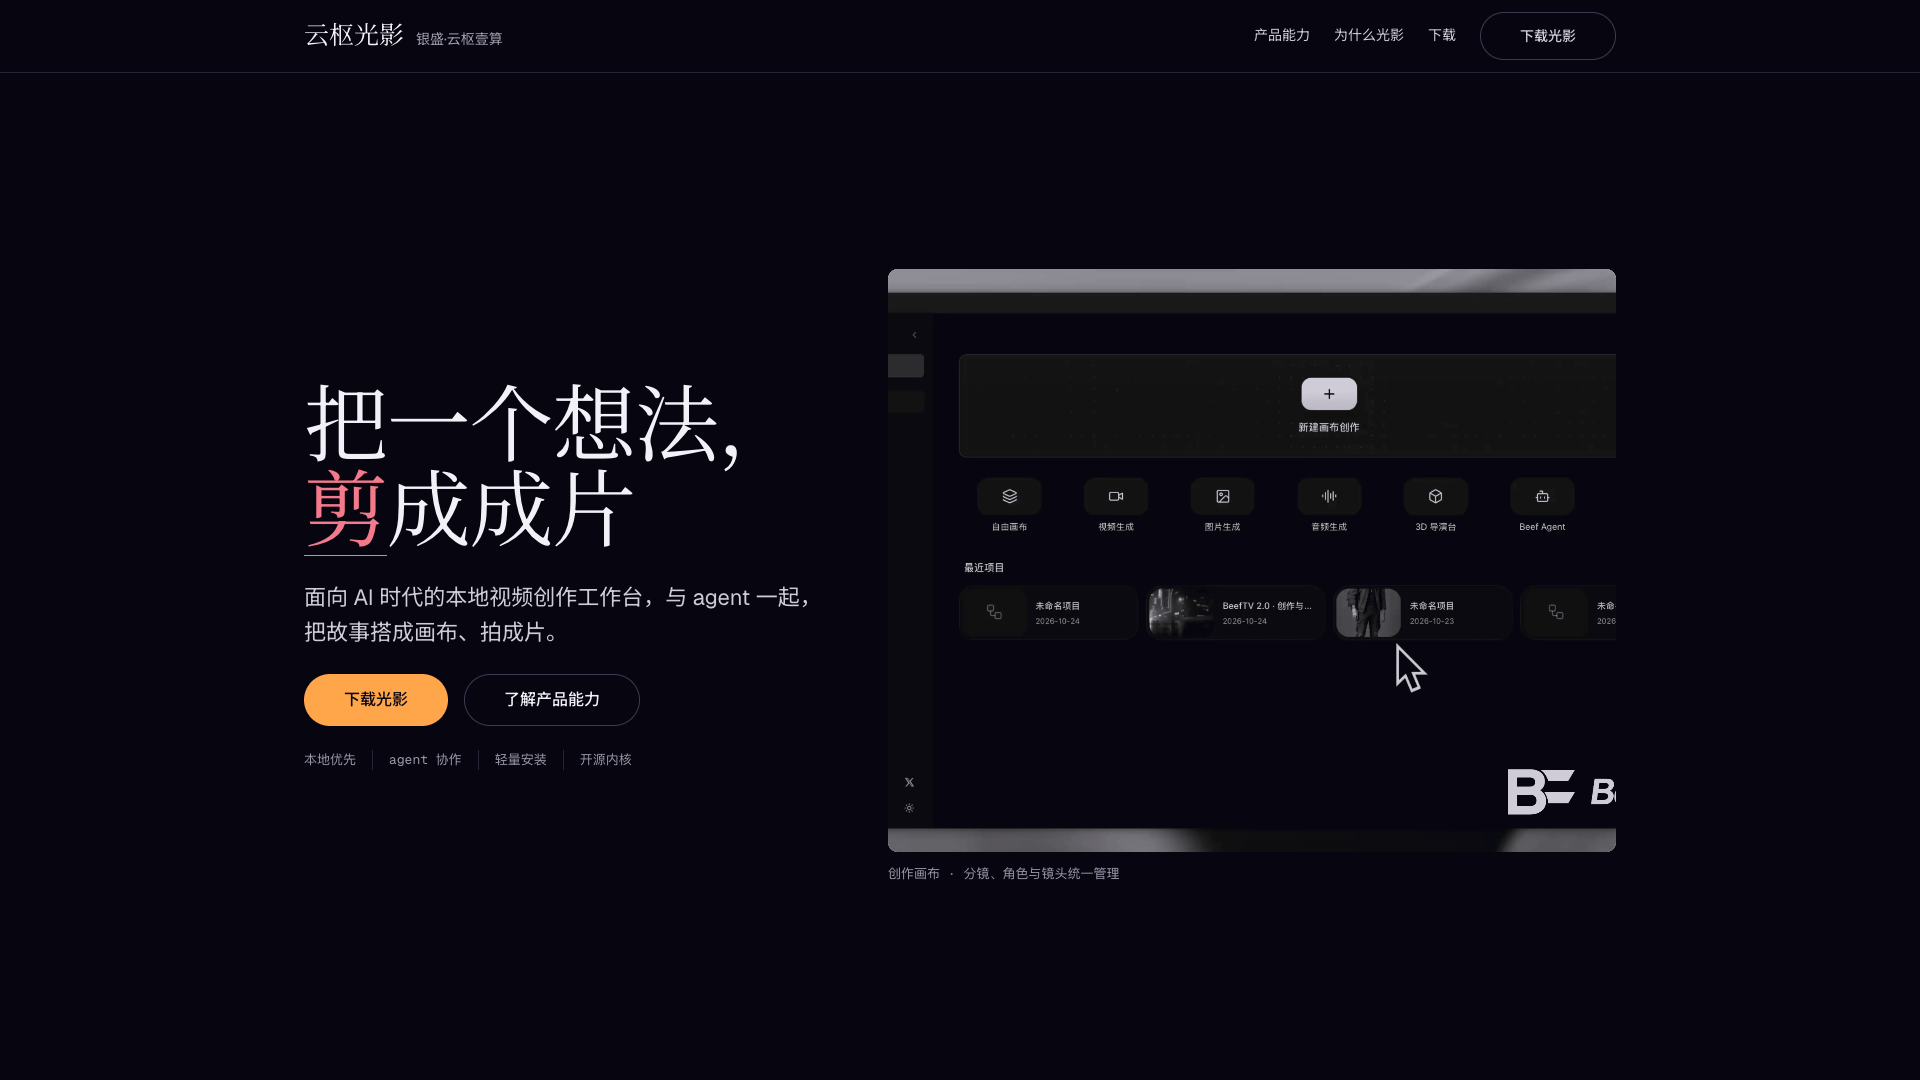 云枢光影 银盛·云枢壹算
产品能力 为什么光影 下载 下载光影
把一个想法，
剪成成片
面向 AI 时代的本地视频创作工作台，与 agent 一起，
把故事搭成画布、拍成片。
下载光影 了解产品能力
本地优先 agent 协作 轻量安装 开源内核
新建画布创作
自由画布 视频生成 图片生成 音频生成 3D 导演台 Beef Agent
最近项目
未命名项目
2026-10-24
BeefTV 2.0 · 创作与...
2026-10-24
未命名项目
2026-10-23
未命
2026
BF
创作画布 · 分镜、角色与镜头统一管理